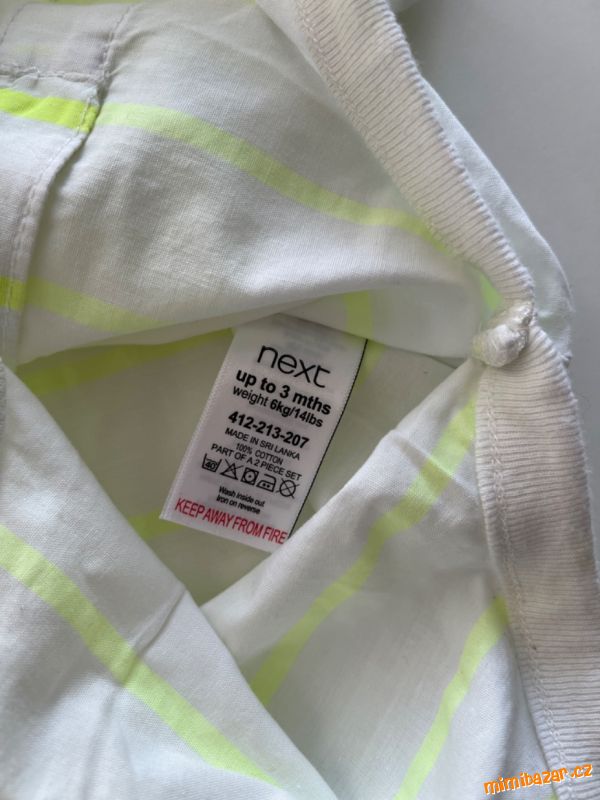 next
up to 3 mths
weight 6kg/14lbs
412-213-207
MADE IN SRI LANKA
100% COTTON
PART OF A 2 PIECE SET
40
Wash inside out
Iron on reverse
KEEP AWAY FROM FIRE
mimibazar.cz